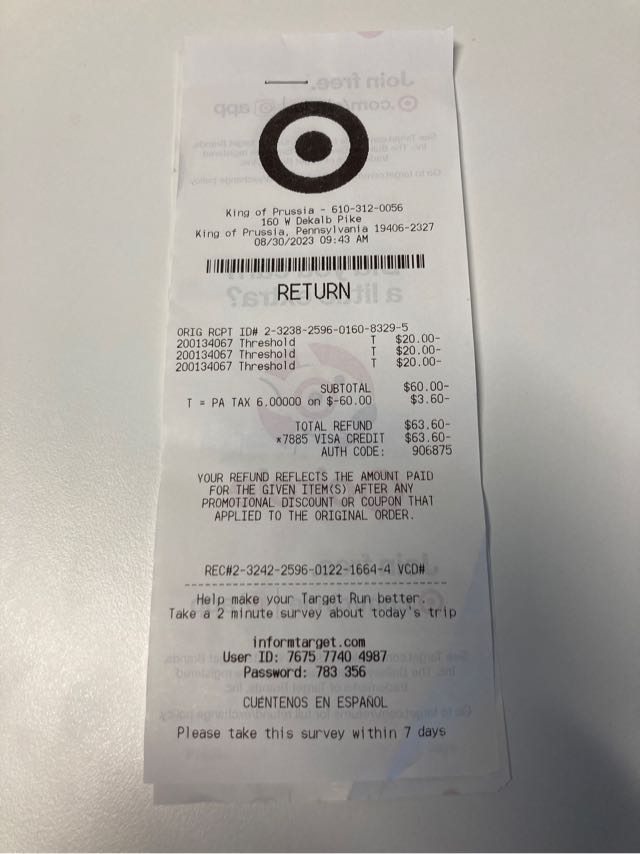 King of Prussia - 610-312-0056
160 W Dekalb Pike
King of Prussia, Pennsylvania 19406-2327
08/30/2023 09:43 AM
RETURN
ORIG RCPT ID# 2-3238-2596-0160-8329-5
200134067 Threshold T $20.00-
200134067 Threshold T $20.00-
200134067 Threshold T $20.00-
SUBTOTAL $60.00-
T = PA TAX 6.00000 on $-60.00 $3.60-
TOTAL REFUND $63.60-
*7885 VISA CREDIT $63.60-
AUTH CODE: 906875
YOUR REFUND REFLECTS THE AMOUNT PAID
FOR THE GIVEN ITEM(S) AFTER ANY
PROMOTIONAL DISCOUNT OR COUPON THAT
APPLIED TO THE ORIGINAL ORDER.
REC#2-3242-2596-0122-1664-4 VCD#
Help make your Target Run better.
Take a 2 minute survey about today's trip
informtarget.com
User ID: 7675 7740 4987
Password: 783 356
CUÉNTENOS EN ESPAÑOL
Please take this survey within 7 days